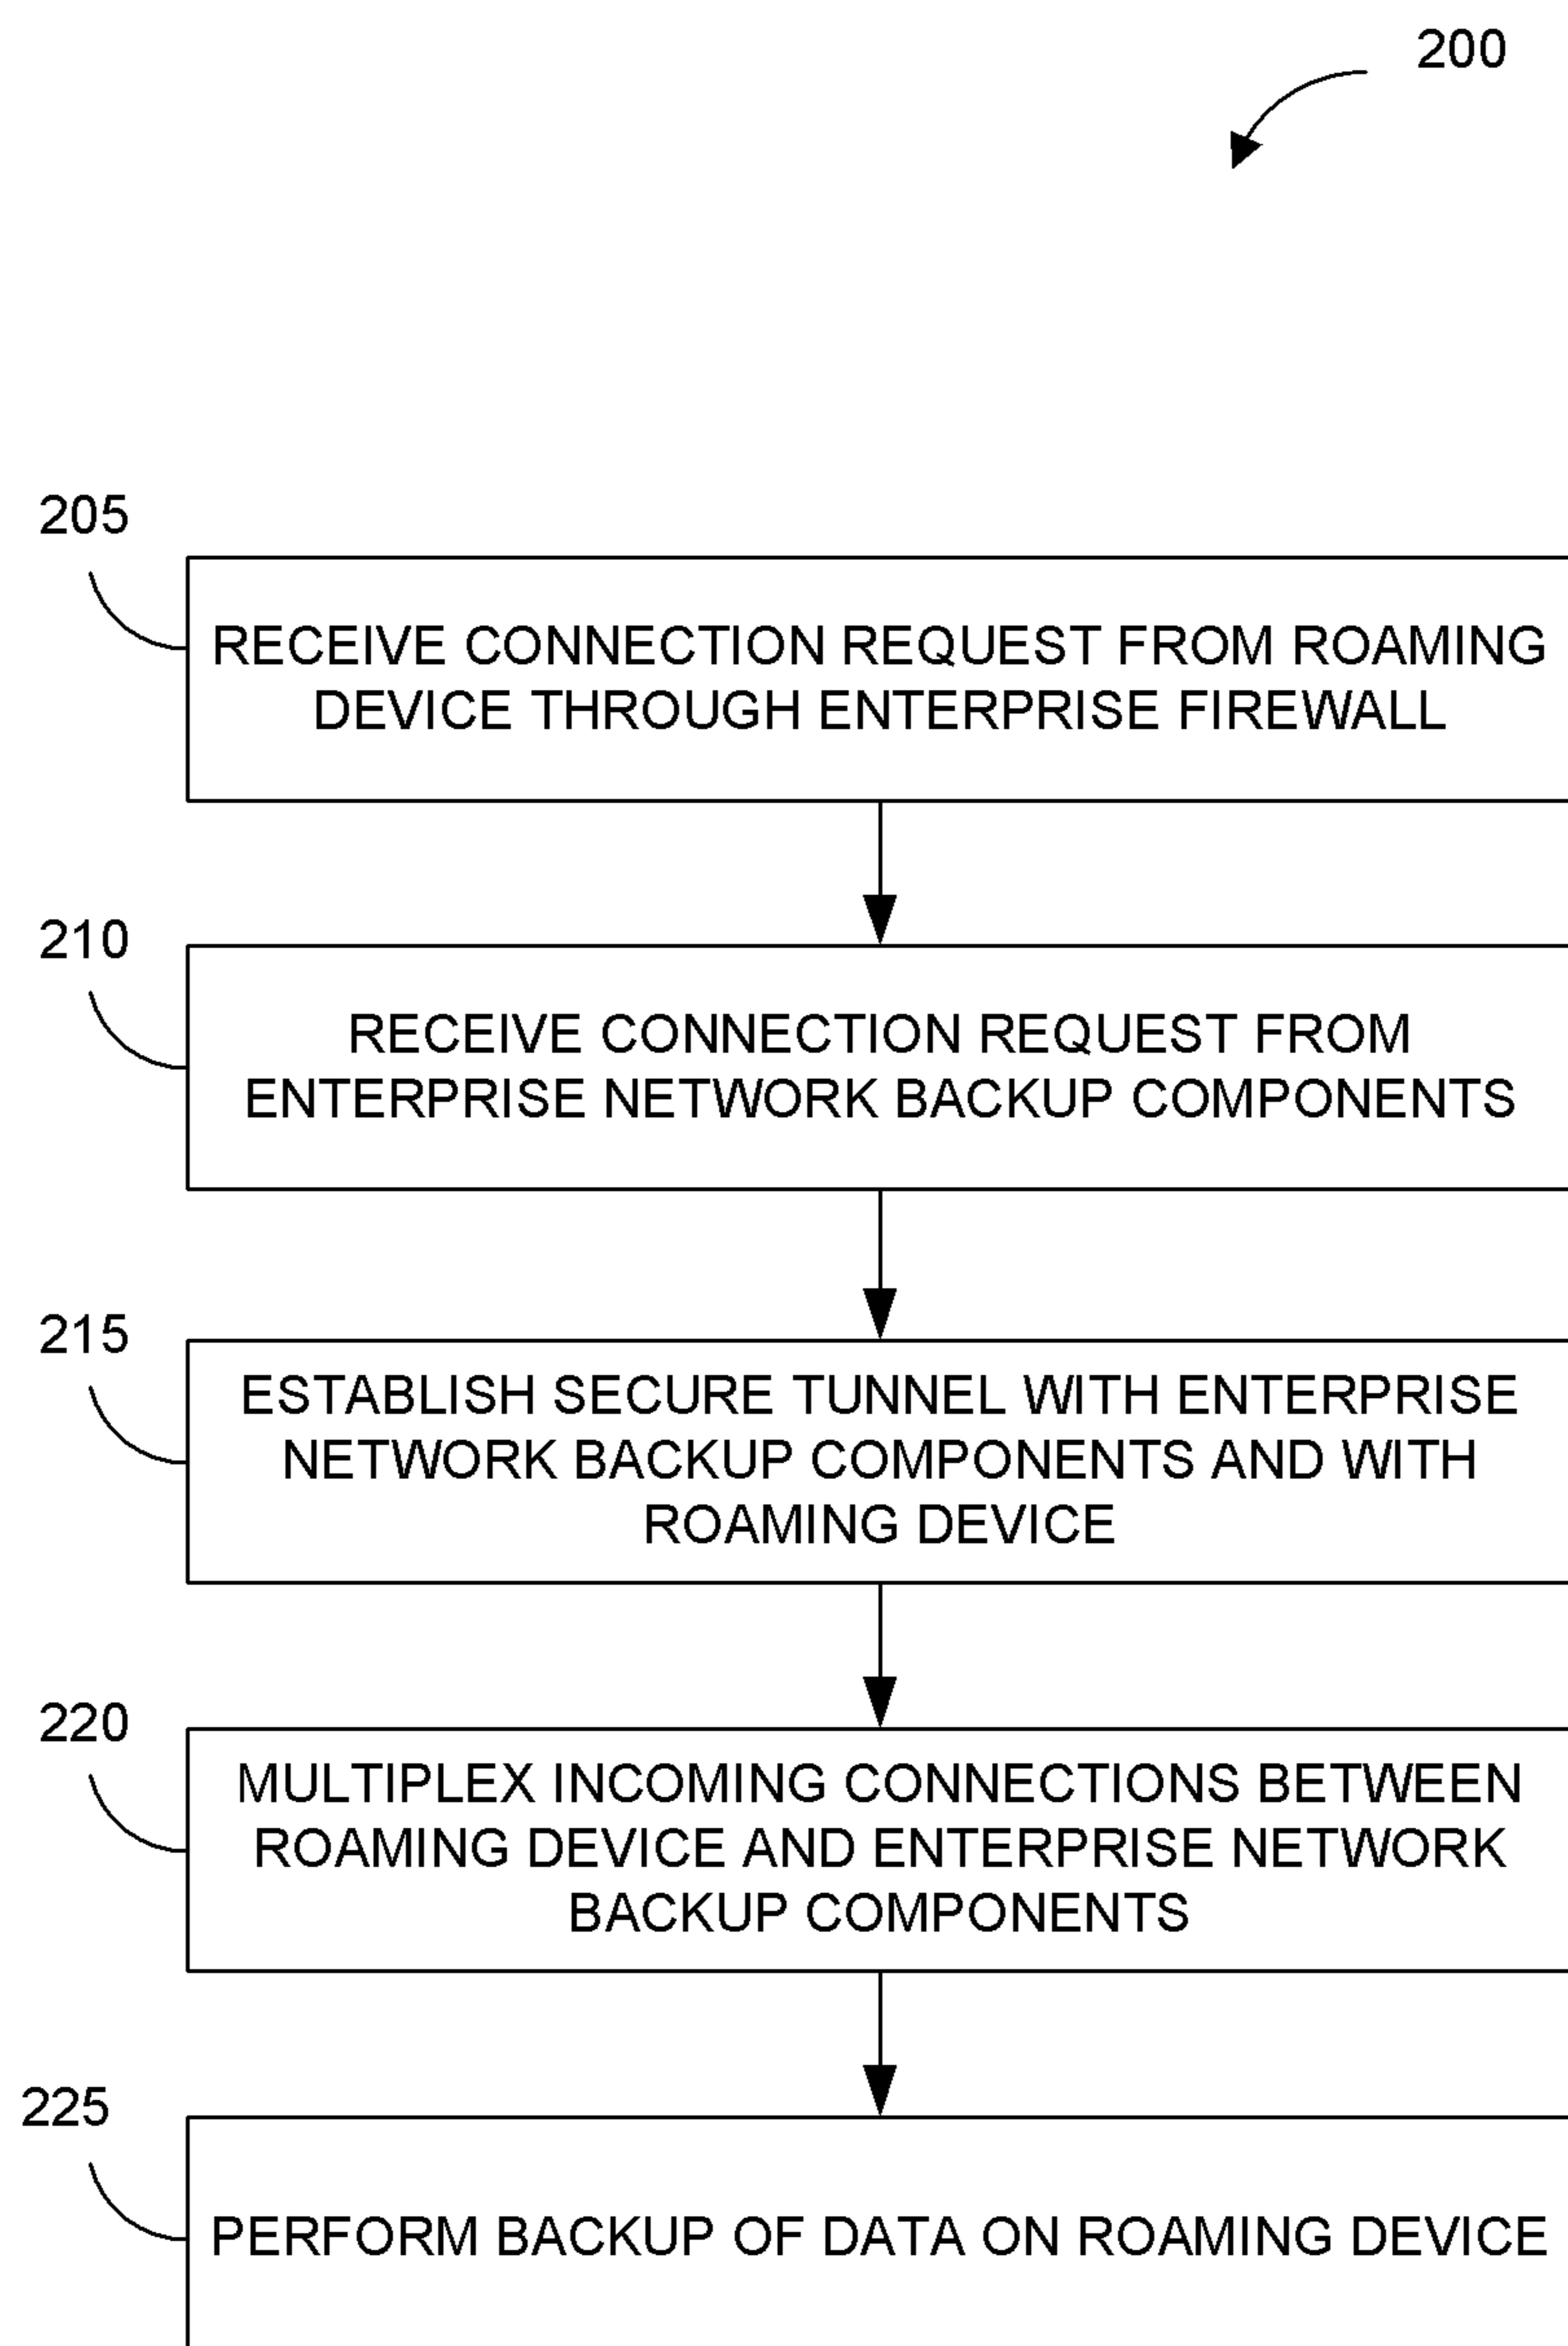 200
205
RECEIVE CONNECTION REQUEST FROM ROAMING
DEVICE THROUGH ENTERPRISE FIREWALL
210
RECEIVE CONNECTION REQUEST FROM
ENTERPRISE NETWORK BACKUP COMPONENTS
215
ESTABLISH SECURE TUNNEL WITH ENTERPRISE
NETWORK BACKUP COMPONENTS AND WITH
ROAMING DEVICE
220
MULTIPLEX INCOMING CONNECTIONS BETWEEN
ROAMING DEVICE AND ENTERPRISE NETWORK
BACKUP COMPONENTS
225
PERFORM BACKUP OF DATA ON ROAMING DEVICE